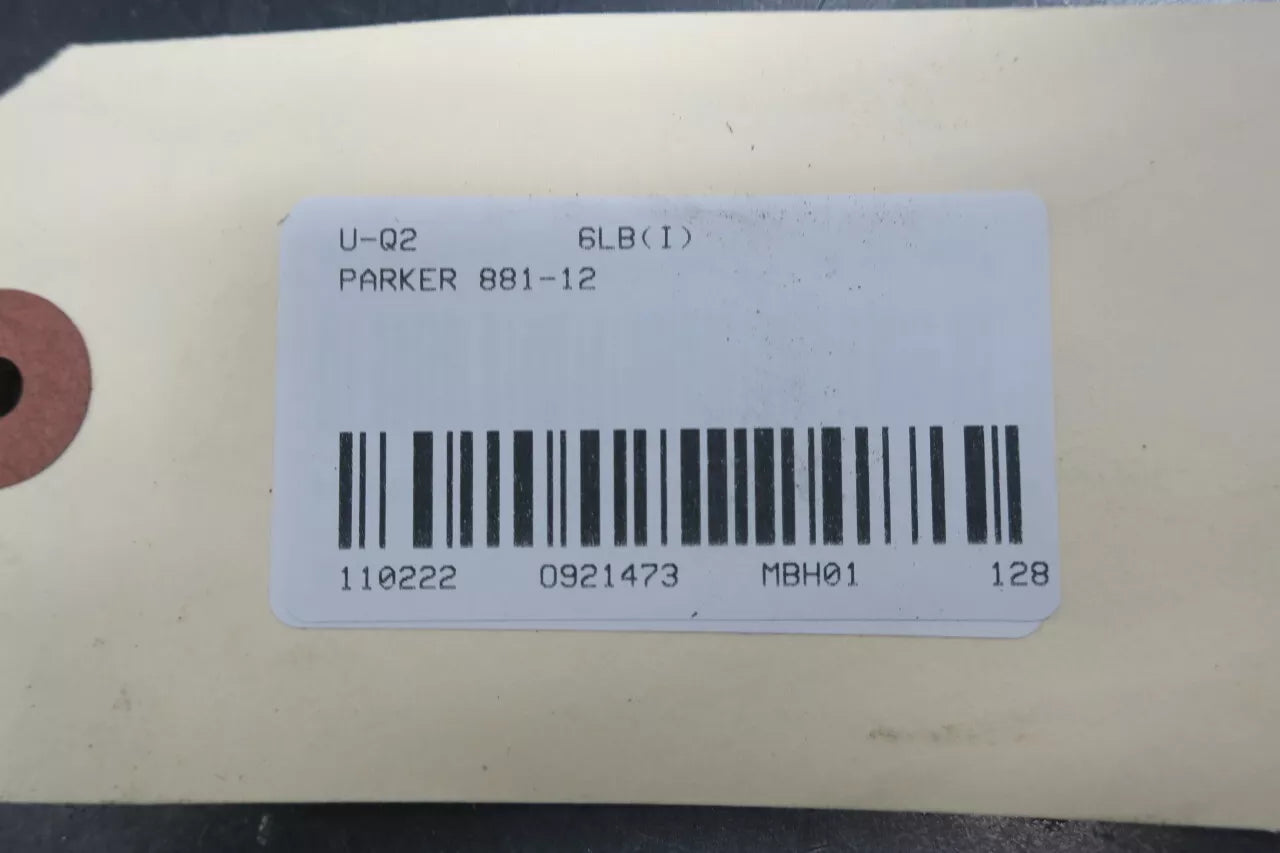 U-Q2 6LB(I)
PARKER 881-12
110222 0921473 MBH01 128